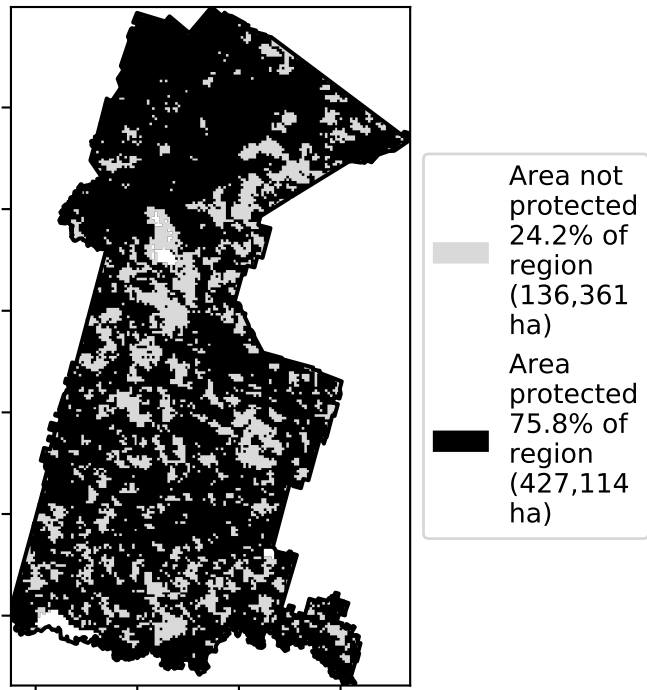 Area not
protected
24.2% of
region
(136,361
ha)
Area
protected
75.8% of
region
(427,114
ha)